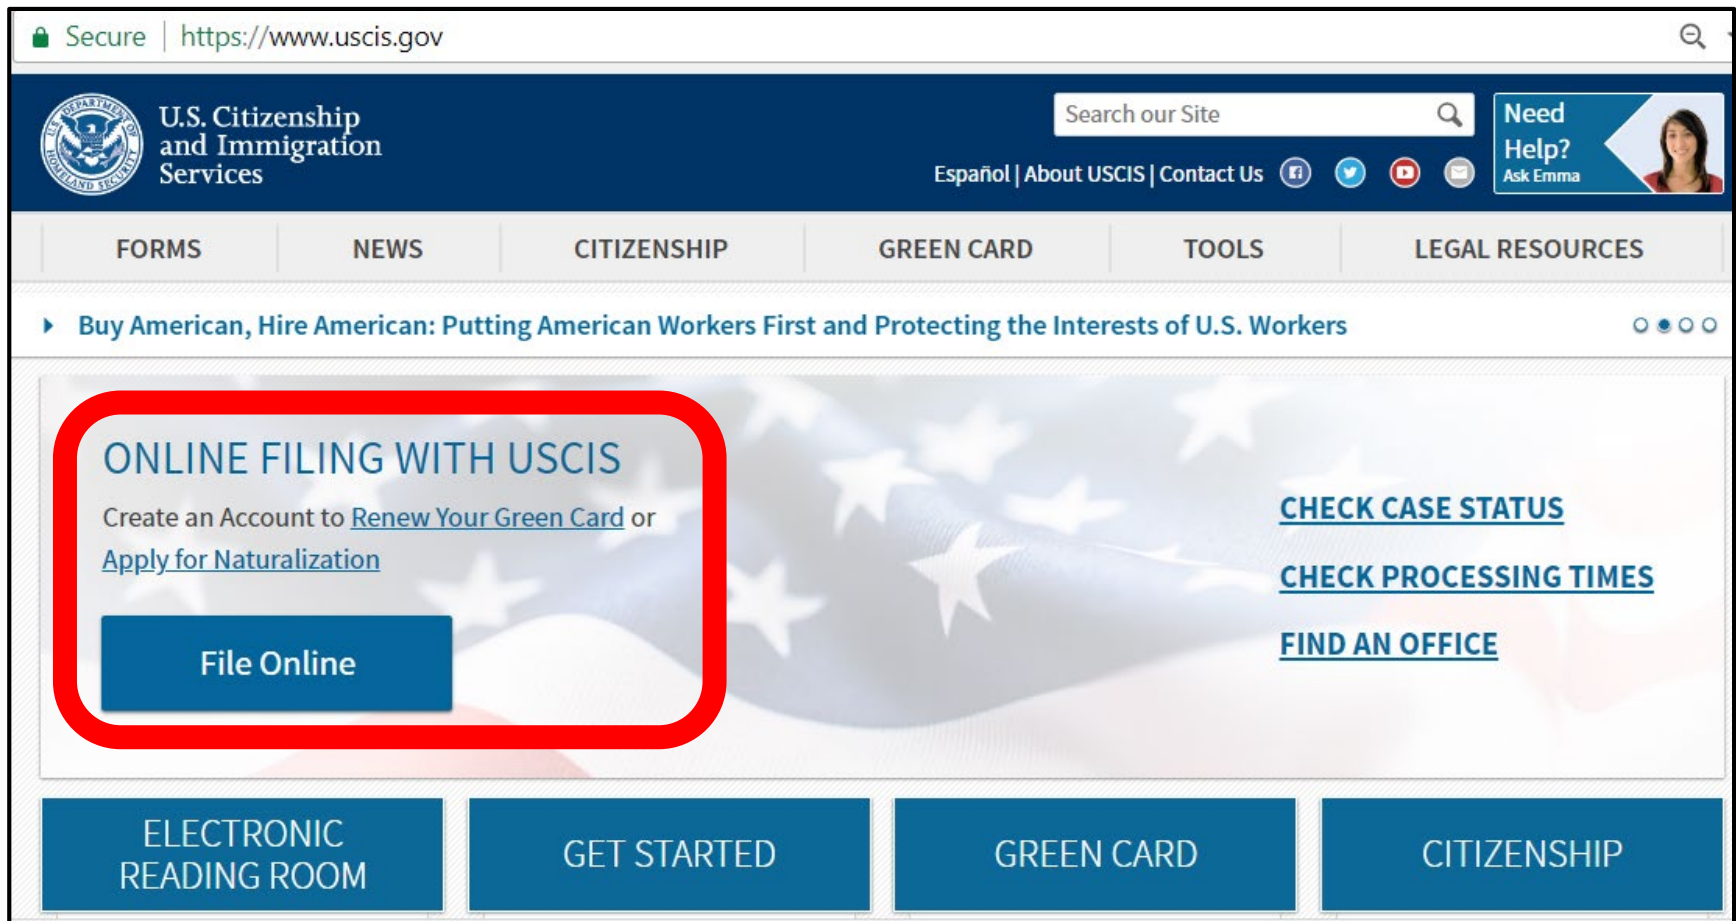 Secure | https://www.uscis.gov
U.S. DEPARTMENT OF HOMELAND SECURITY
U.S. Citizenship
and Immigration
Services
Search our Site
Español | About USCIS | Contact Us
Need
Help?
Ask Emma
FORMS NEWS CITIZENSHIP GREEN CARD TOOLS LEGAL RESOURCES
Buy American, Hire American: Putting American Workers First and Protecting the Interests of U.S. Workers
ONLINE FILING WITH USCIS
Create an Account to Renew Your Green Card or
Apply for Naturalization
File Online
CHECK CASE STATUS
CHECK PROCESSING TIMES
FIND AN OFFICE
ELECTRONIC
READING ROOM
GET STARTED
GREEN CARD
CITIZENSHIP